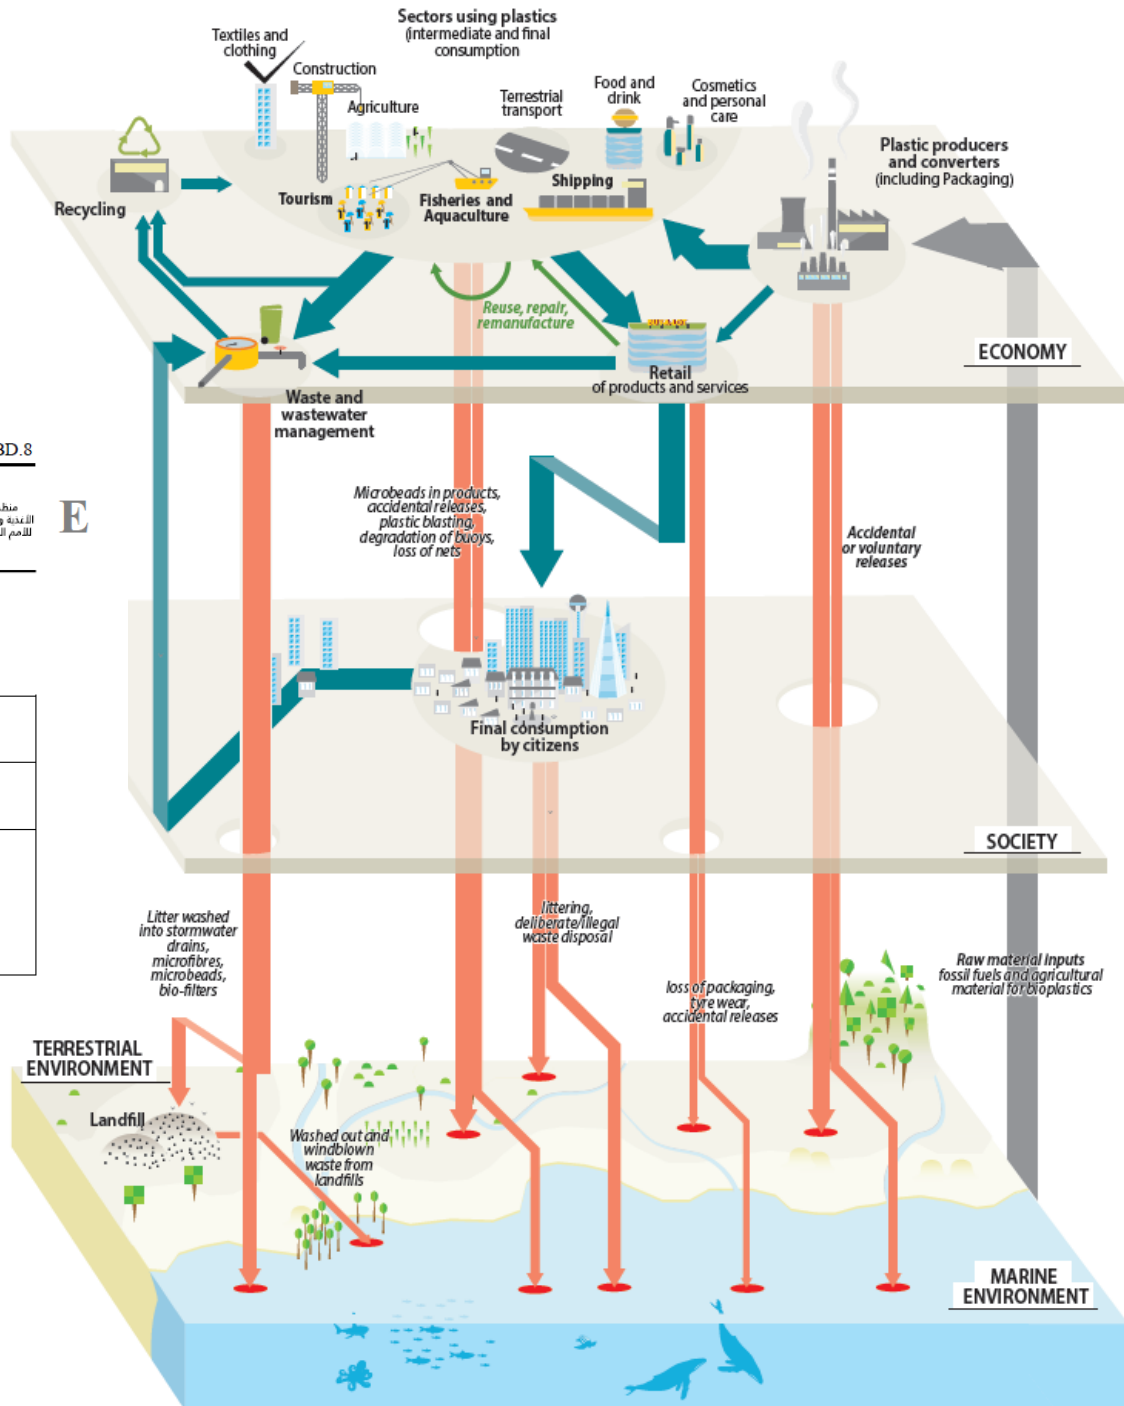 Sectors using plastics
(intermediate and final
consumption
Textiles and
clothing
Construction
Agriculture
Terrestrial
transport
Food and
drink
Cosmetics
and personal
care
Plastic producers
and converters
(including Packaging)
Recycling
Tourism
Fisheries and
Aquaculture
Shipping
Reuse, repair,
remanufacture
ECONOMY
Retail
of products and services
Waste and
wastewater
management
BD.8
منظ
الأغذية و
للأمم ال
E
Microbeads in products,
accidental releases,
plastic blasting,
degradation of buoys,
loss of nets
Accidental
or voluntary
releases
Final consumption
by citizens
SOCIETY
Litter washed
into stormwater
drains,
microfibres,
microbeads,
bio-filters
littering,
deliberate/illegal
waste disposal
loss of packaging,
tyre wear,
accidental releases
Raw material inputs
fossil fuels and agricultural
material for bioplastics
TERRESTRIAL
ENVIRONMENT
Landfill
Washed out and
windblown
waste from
landfills
MARINE
ENVIRONMENT